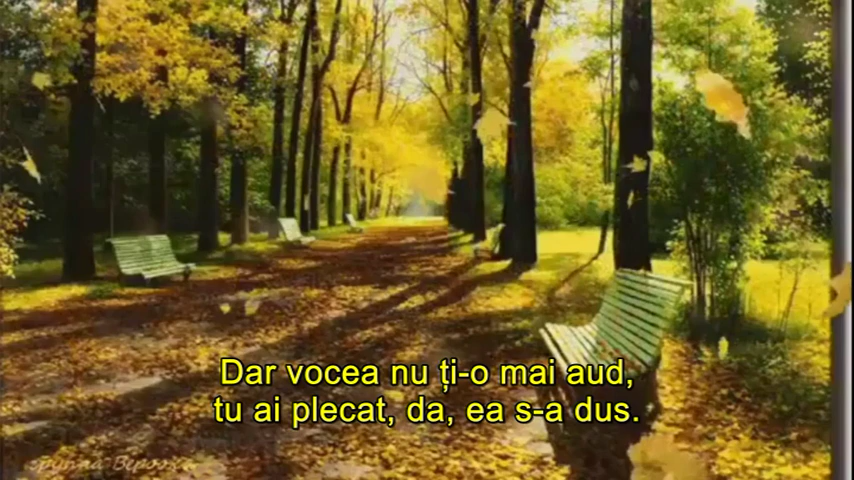 Dar vocea nu ți-o mai aud,
tu ai plecat, da, ea s-a dus.